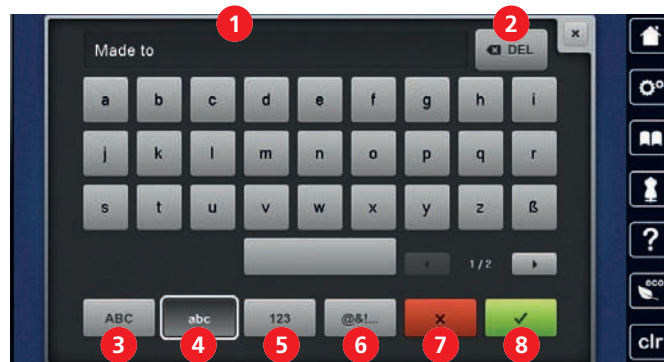 1 2
Made to DEL
a b c d e f g h i
j k l m n o p q r
s t u v w x y z ß
1/2
ABC abc 123 @&!...
3 4 5 6 7 8
?
eco
clr